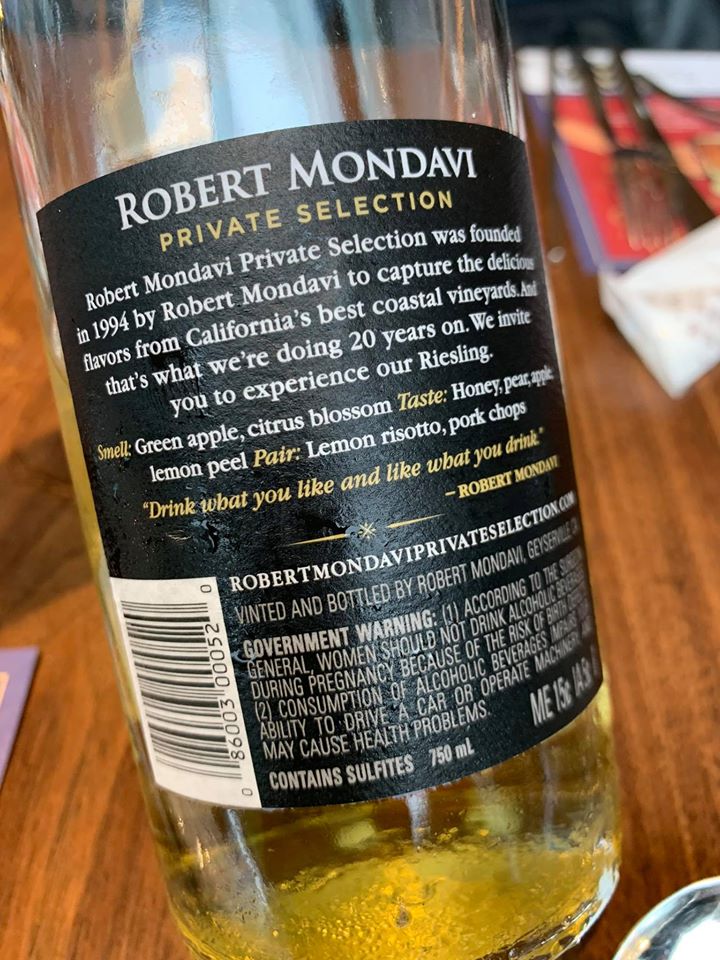 ROBERT MONDAVI
PRIVATE SELECTION
Robert Mondavi Private Selection was founded
in 1994 by Robert Mondavi to capture the delicious
flavors from California's best coastal vineyards. And
that's what we're doing 20 years on. We invite
you to experience our Riesling.
Smell: Green apple, citrus blossom Taste: Honey, pear, apple,
lemon peel Pair: Lemon risotto, pork chops
"Drink what you like and like what you drink."
– ROBERT MONDAVI
ROBERTMONDAVIPRIVATESELECTION.COM
VINTED AND BOTTLED BY ROBERT MONDAVI, GEYSERVILLE, CA
GOVERNMENT WARNING: (1) ACCORDING TO THE SURGEON
GENERAL, WOMEN SHOULD NOT DRINK ALCOHOLIC BEVERAGES
DURING PREGNANCY BECAUSE OF THE RISK OF BIRTH
(2) CONSUMPTION OF ALCOHOLIC BEVERAGES IMPAIRS
ABILITY TO DRIVE A CAR OR OPERATE MACHINERY
MAY CAUSE HEALTH PROBLEMS.
ME 15¢
CONTAINS SULFITES 750 mL
0 86003 00052 0